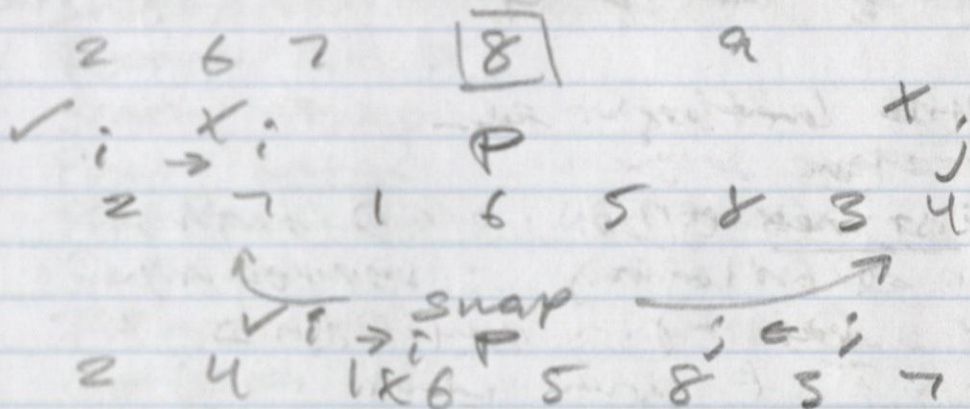 2 6 7 8 9
✓ i → x i P x j
2 7 1 6 5 8 3 4
swap
✓ i → i P j ← j
2 4 1 x 6 5 8 3 7